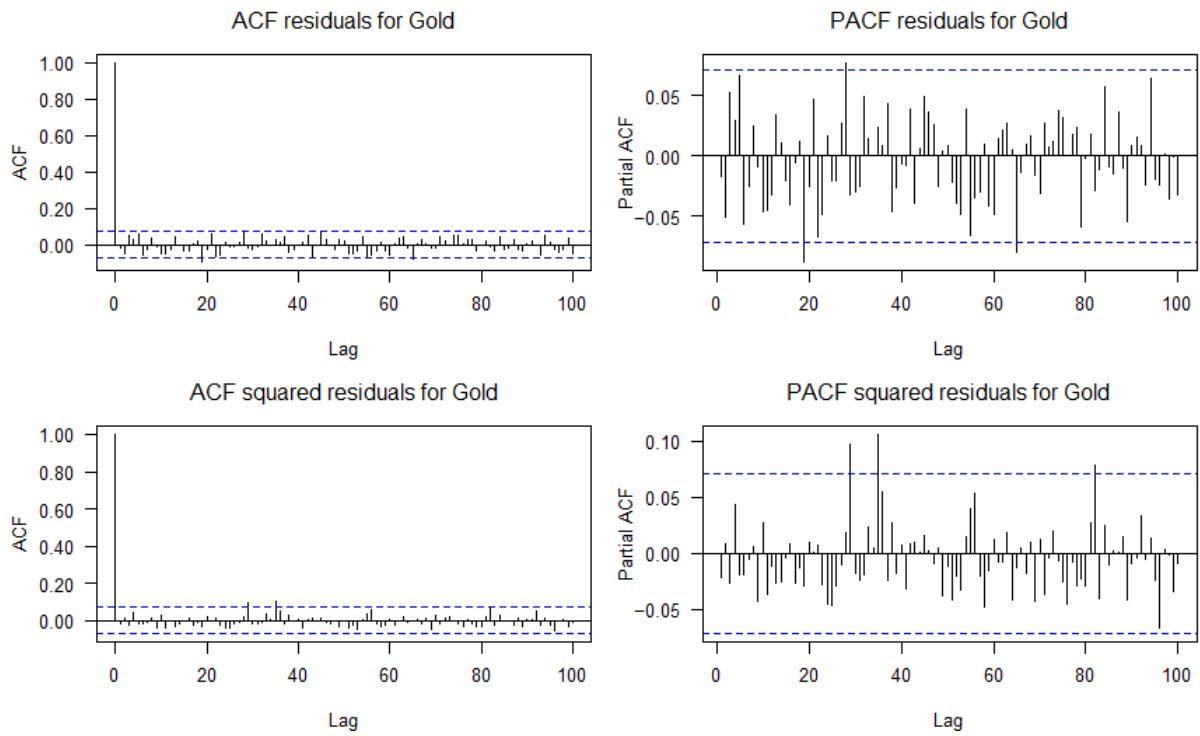 ACF residuals for Gold
ACF
1.00
0.80
0.60
0.40
0.20
0.00
0 20 40 60 80 100
Lag
PACF residuals for Gold
Partial ACF
0.05
0.00
−0.05
0 20 40 60 80 100
Lag
ACF squared residuals for Gold
ACF
1.00
0.80
0.60
0.40
0.20
0.00
0 20 40 60 80 100
Lag
PACF squared residuals for Gold
Partial ACF
0.10
0.05
0.00
−0.05
0 20 40 60 80 100
Lag